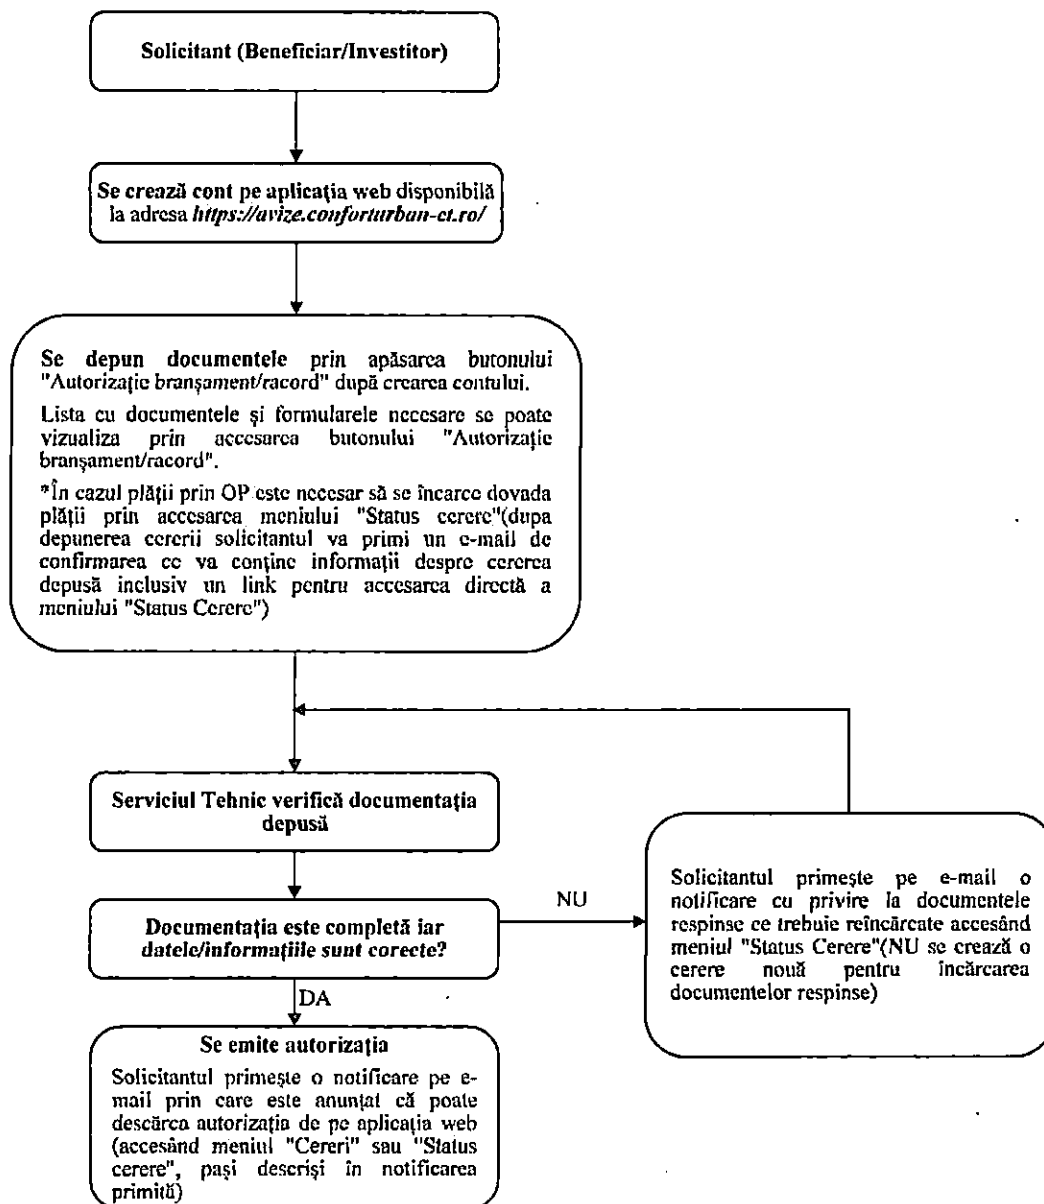 Solicitant (Beneficiar/Investitor)
Se crează cont pe aplicația web disponibilă
la adresa https://avize.conforturban-ct.ro/
Se depun documentele prin apăsarea butonului
"Autorizație branșament/racord" după crearea contului.
Lista cu documentele și formularele necesare se poate
vizualiza prin accesarea butonului "Autorizație
branșament/racord".
*În cazul plății prin OP este necesar să se încarce dovada
plății prin accesarea meniului "Status cerere"(dupa
depunerea cererii solicitantul va primi un e-mail de
confirmarea ce va conține informații despre cererea
depusă inclusiv un link pentru accesarea directă a
meniului "Status Cerere")
Serviciul Tehnic verifică documentația
depusă
Documentația este completă iar
datele/informațiile sunt corecte?
NU
Solicitantul primește pe e-mail o
notificare cu privire la documentele
respinse ce trebuie reîncărcate accesând
meniul "Status Cerere"(NU se crează o
cerere nouă pentru încărcarea
documentelor respinse)
DA
Se emite autorizația
Solicitantul primește o notificare pe e-
mail prin care este anunțat că poate
descărca autorizația de pe aplicația web
(accesând meniul "Cereri" sau "Status
cerere", pași descriși în notificarea
primită)